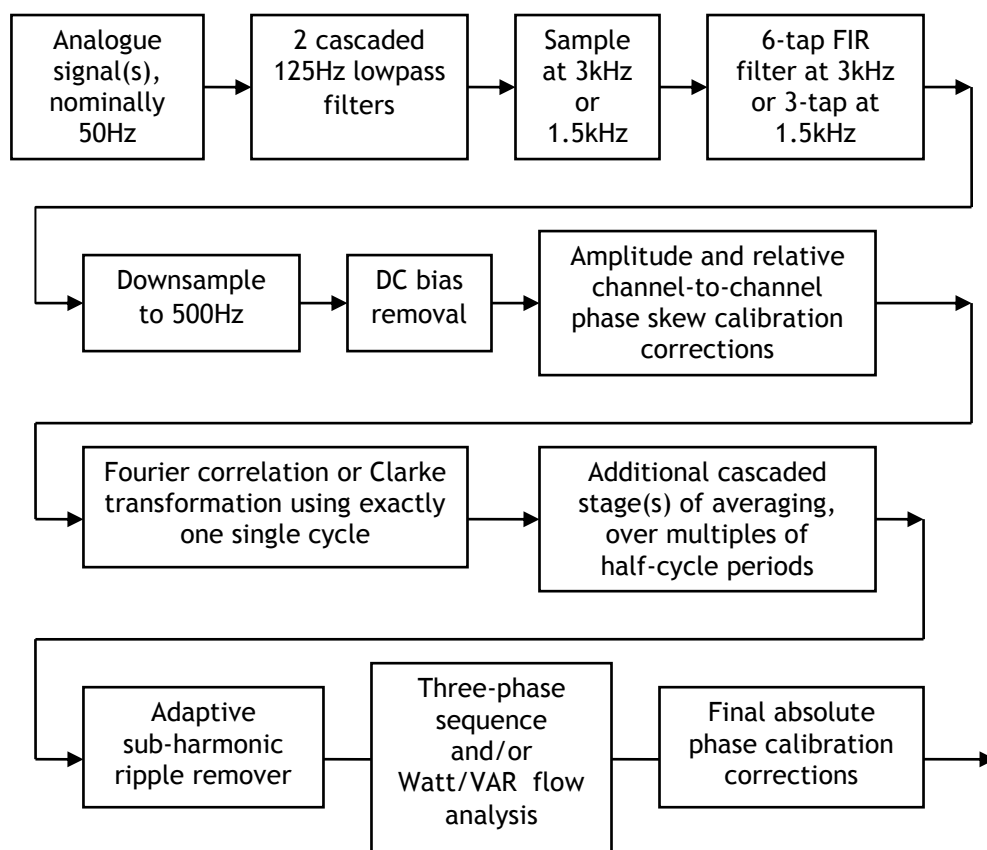 Analogue
signal(s),
nominally
50Hz
2 cascaded
125Hz lowpass
filters
Sample
at 3kHz
or
1.5kHz
6-tap FIR
filter at 3kHz
or 3-tap at
1.5kHz
Downsample
to 500Hz
DC bias
removal
Amplitude and relative
channel-to-channel
phase skew calibration
corrections
Fourier correlation or Clarke
transformation using exactly
one single cycle
Additional cascaded
stage(s) of averaging,
over multiples of
half-cycle periods
Adaptive
sub-harmonic
ripple remover
Three-phase
sequence
and/or
Watt/VAR flow
analysis
Final absolute
phase calibration
corrections